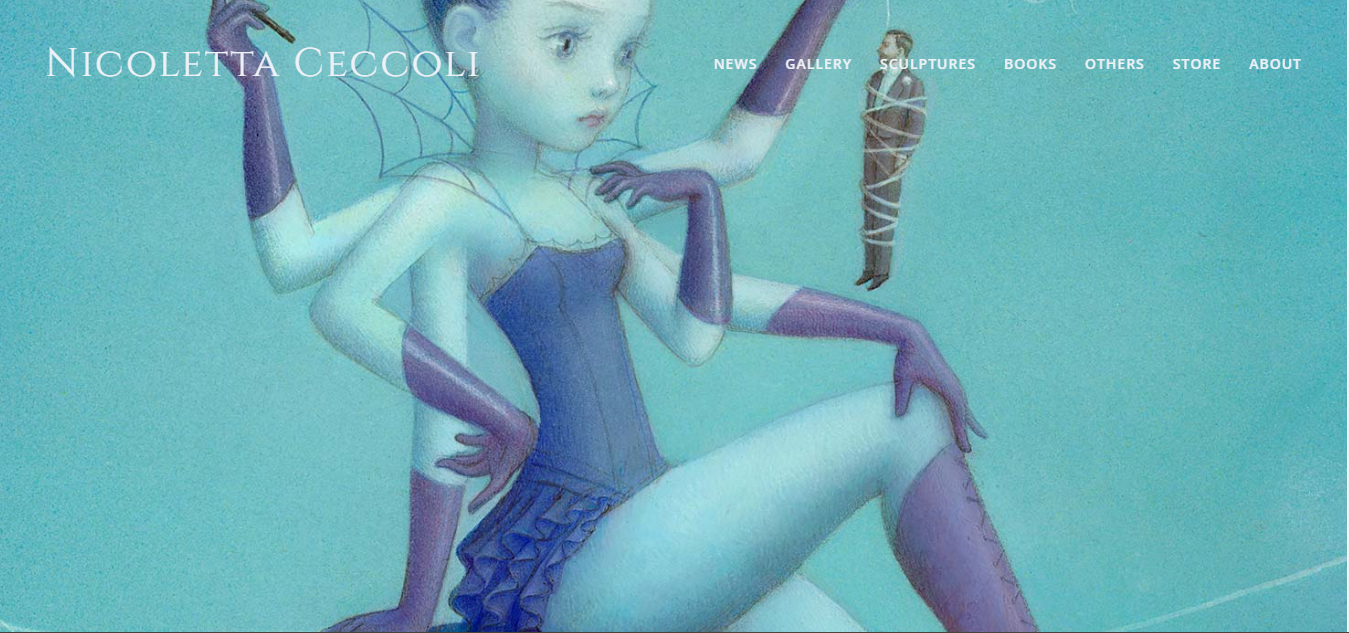 Nicoletta Ceccoli
NEWS GALLERY SCULPTURES BOOKS OTHERS STORE ABOUT